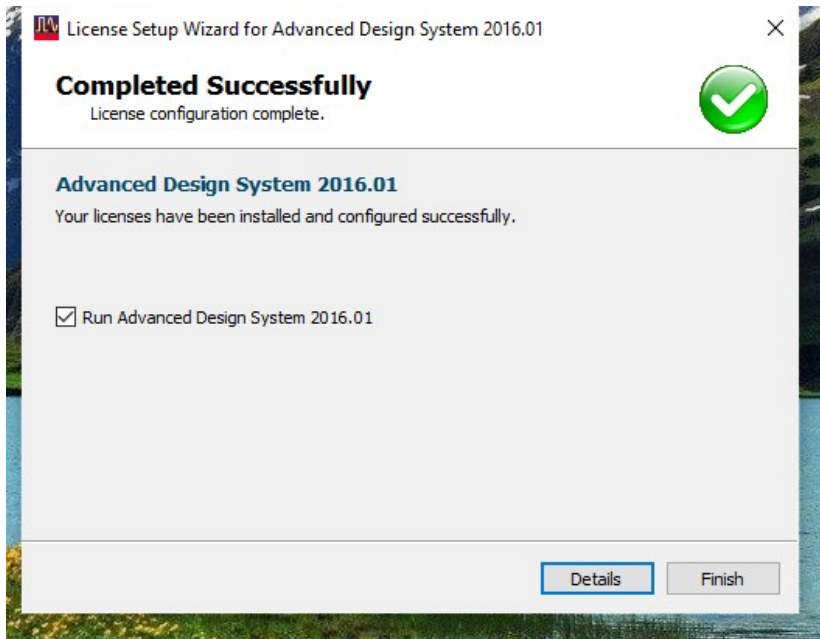 License Setup Wizard for Advanced Design System 2016.01
Completed Successfully
License configuration complete.
Advanced Design System 2016.01
Your licenses have been installed and configured successfully.
Run Advanced Design System 2016.01
Details
Finish